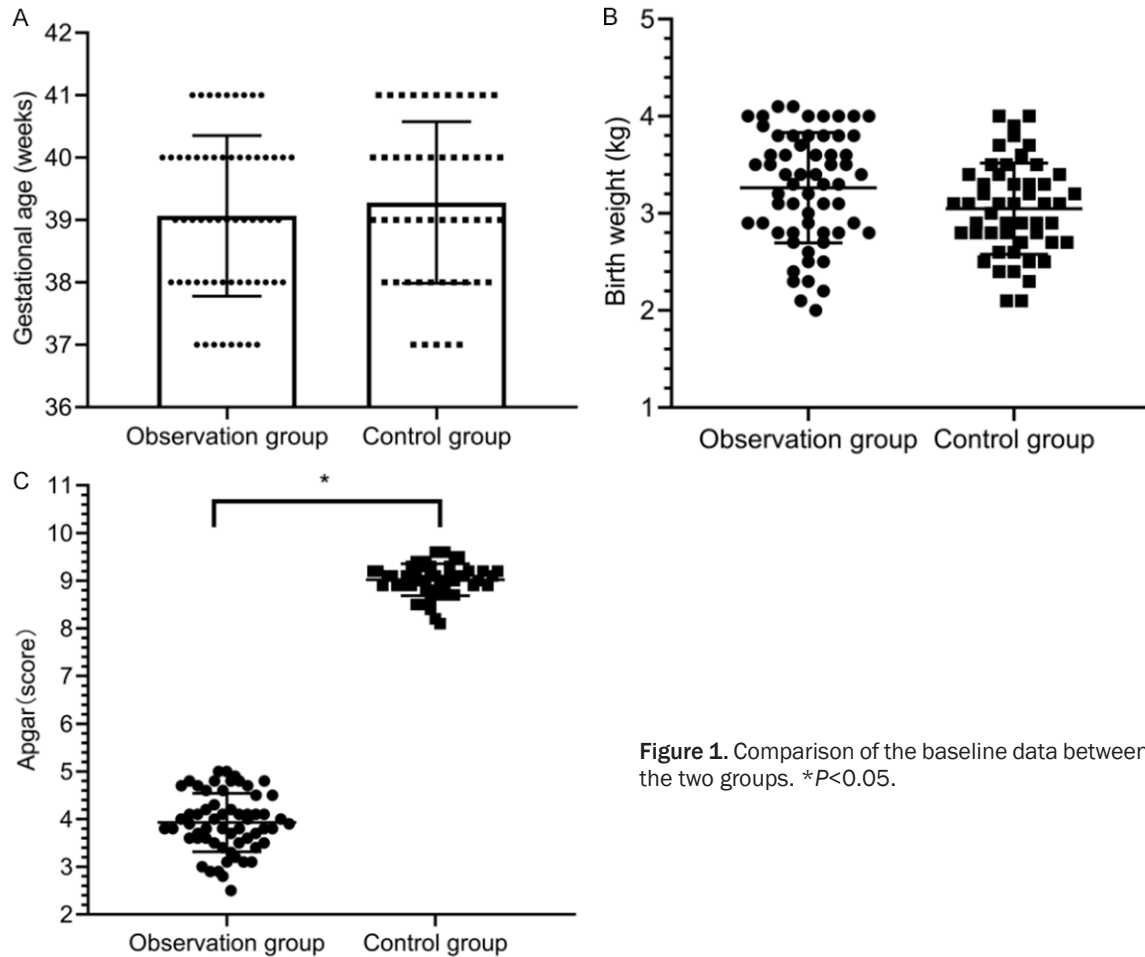 A
Gestational age (weeks)
42
41
40
39
38
37
36
Observation group
Control group
B
Birth weight (kg)
5
4
3
2
1
Observation group
Control group
C
Apgar(score)
11
10
9
8
7
6
5
4
3
2
*
Observation group
Control group
Figure 1. Comparison of the baseline data between
the two groups. *P<0.05.